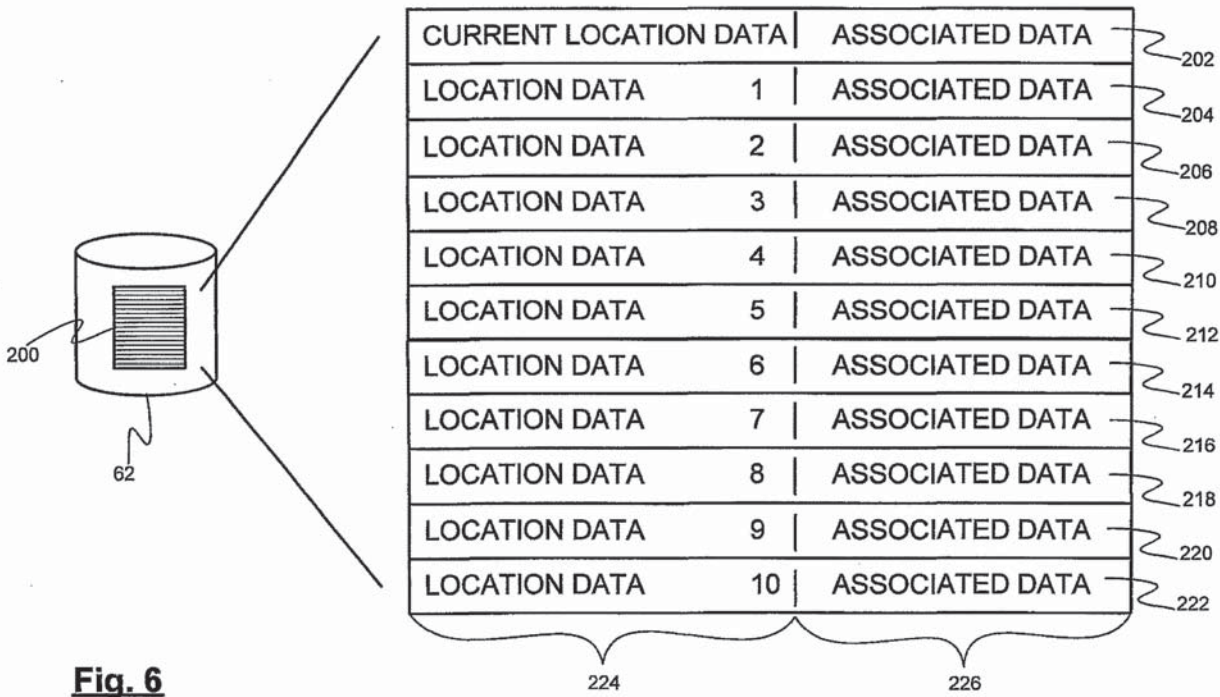 CURRENT LOCATION DATA ASSOCIATED DATA 202
LOCATION DATA 1 ASSOCIATED DATA 204
LOCATION DATA 2 ASSOCIATED DATA 206
LOCATION DATA 3 ASSOCIATED DATA 208
LOCATION DATA 4 ASSOCIATED DATA 210
LOCATION DATA 5 ASSOCIATED DATA 212
LOCATION DATA 6 ASSOCIATED DATA 214
LOCATION DATA 7 ASSOCIATED DATA 216
LOCATION DATA 8 ASSOCIATED DATA 218
LOCATION DATA 9 ASSOCIATED DATA 220
LOCATION DATA 10 ASSOCIATED DATA 222
200
62
224 226
Fig. 6